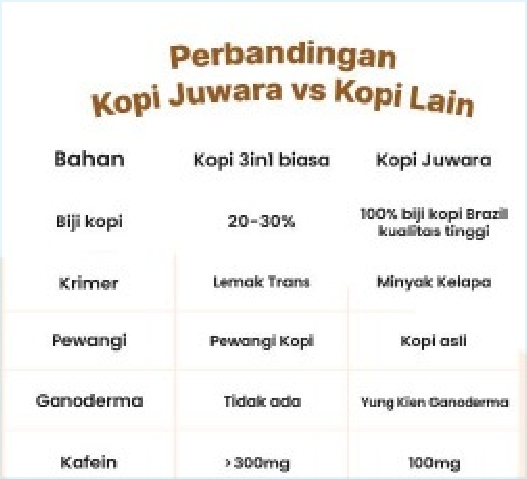 Perbandingan
Kopi Juwara vs Kopi Lain
Bahan Kopi 3in1 biasa Kopi Juwara
Biji kopi 20-30% 100% biji kopi Brazil
kualitas tinggi
Krimer Lemak Trans Minyak Kelapa
Pewangi Pewangi Kopi Kopi asli
Ganoderma Tidak ada Yung Kien Ganoderma
Kafein >300mg 100mg